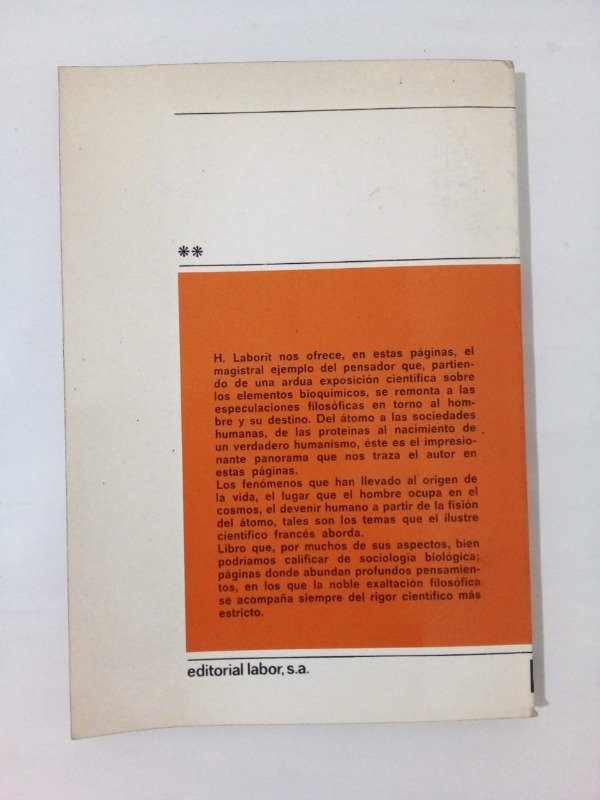 **
H. Laborit nos ofrece, en estas páginas, el
magistral ejemplo del pensador que, partien-
do de una ardua exposición científica sobre
los elementos bioquímicos, se remonta a las
especulaciones filosóficas en torno al hom-
bre y su destino. Del átomo a las sociedades
humanas, de las proteínas al nacimiento de
un verdadero humanismo, éste es el impresio-
nante panorama que nos traza el autor en
estas páginas.
Los fenómenos que han llevado al origen de
la vida, el lugar que el hombre ocupa en el
cosmos, el devenir humano a partir de la fisión
del átomo, tales son los temas que el ilustre
científico francés aborda.
Libro que, por muchos de sus aspectos, bien
podríamos calificar de sociología biológica;
páginas donde abundan profundos pensamien-
tos, en los que la noble exaltación filosófica
se acompaña siempre del rigor científico más
estricto.
editorial labor, s.a.